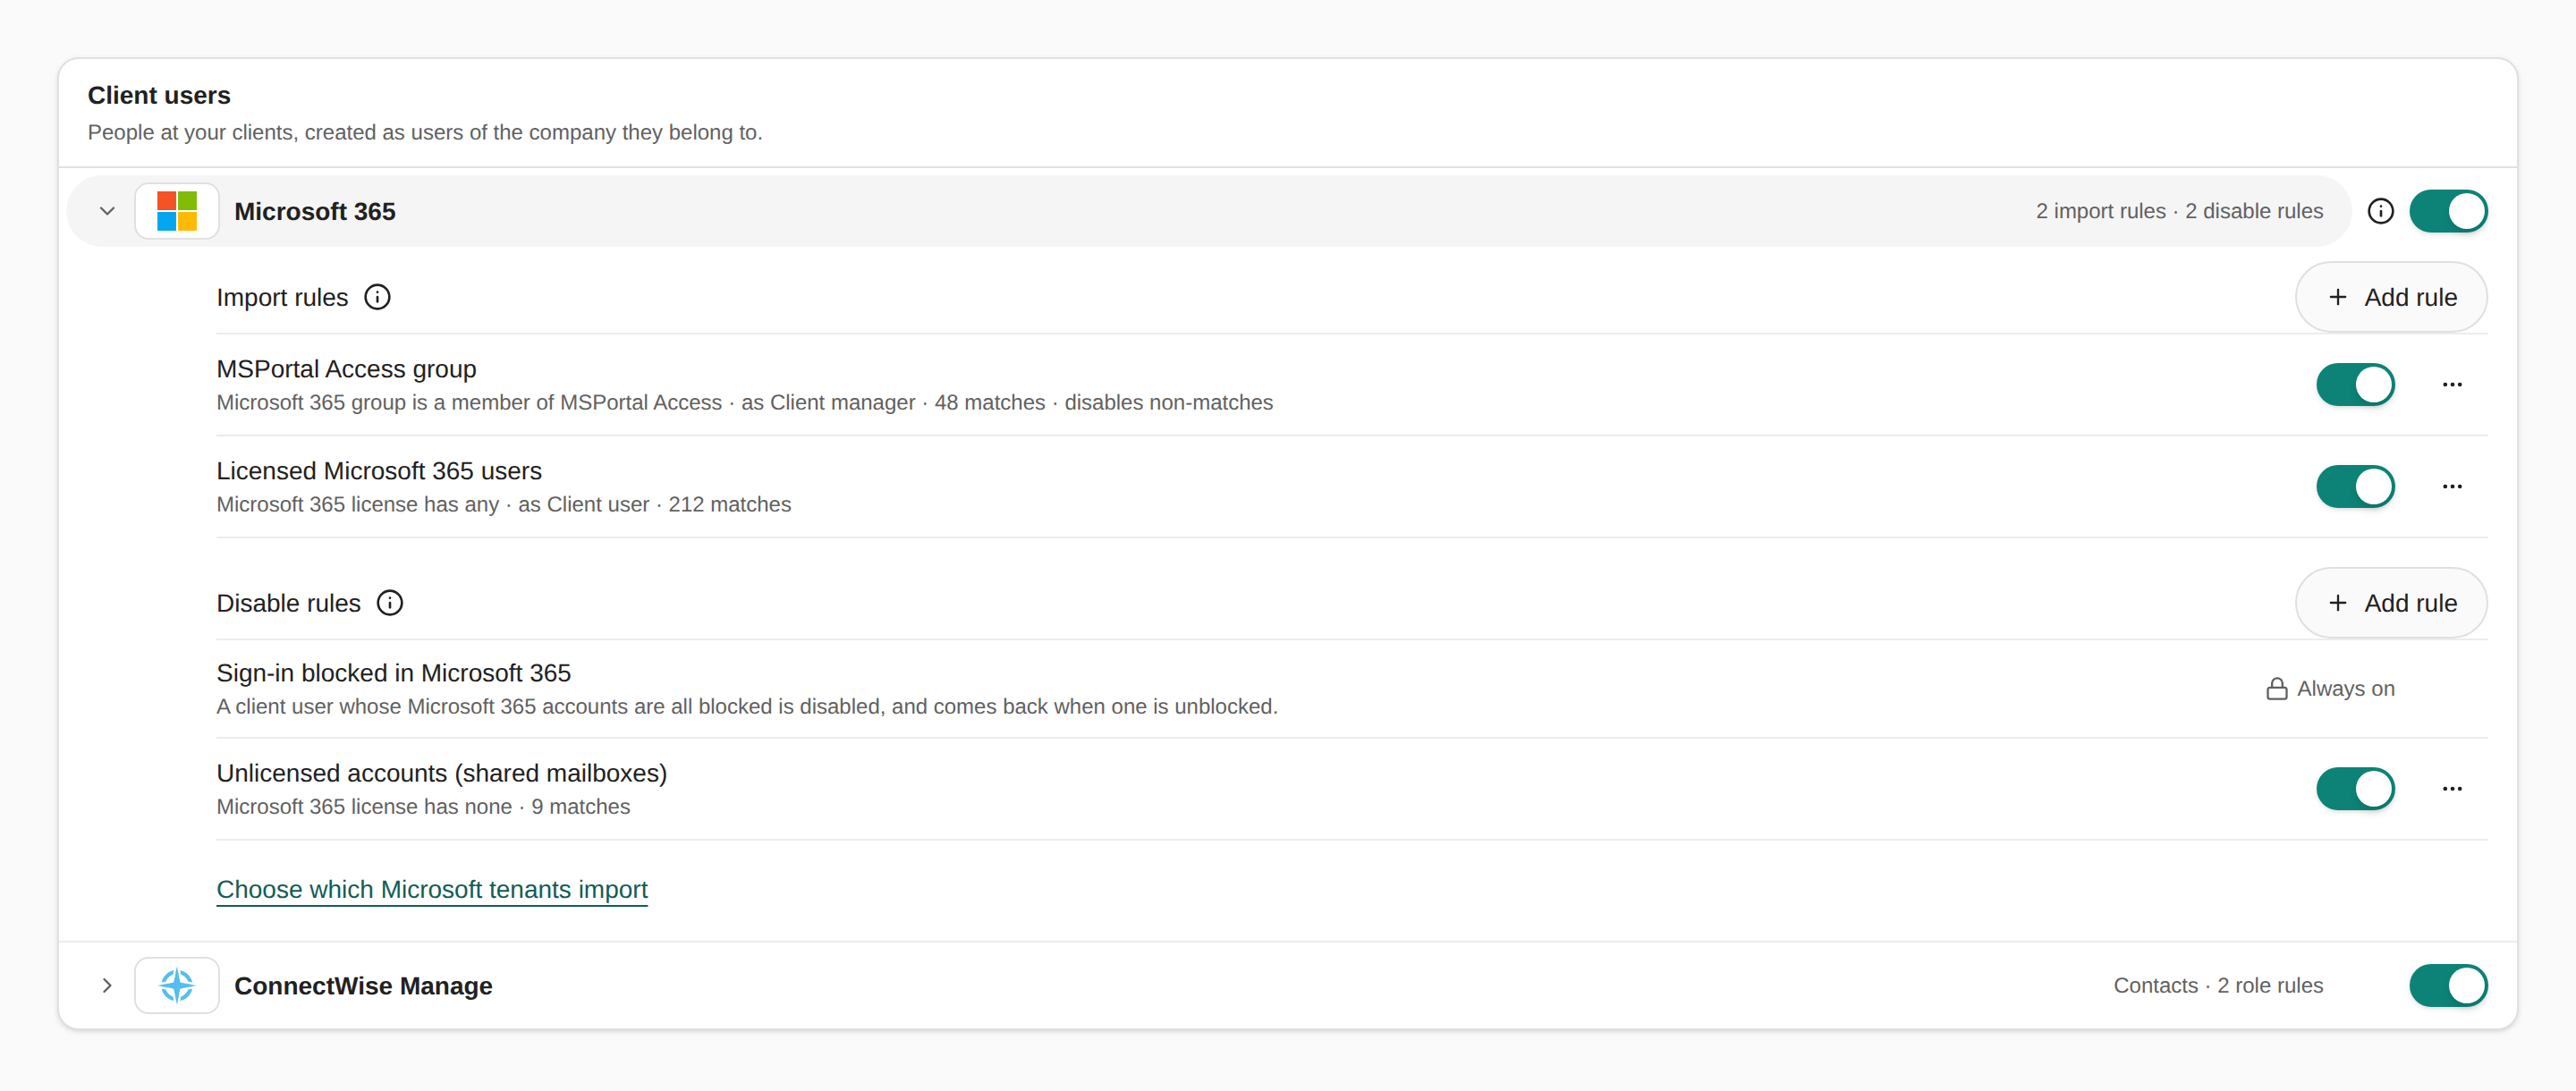 Client users
People at your clients, created as users of the company they belong to.
Microsoft 365
2 import rules · 2 disable rules
Import rules
Add rule
MSPortal Access group
Microsoft 365 group is a member of MSPortal Access · as Client manager · 48 matches · disables non-matches
Licensed Microsoft 365 users
Microsoft 365 license has any · as Client user · 212 matches
Disable rules
Add rule
Sign-in blocked in Microsoft 365
A client user whose Microsoft 365 accounts are all blocked is disabled, and comes back when one is unblocked.
Always on
Unlicensed accounts (shared mailboxes)
Microsoft 365 license has none · 9 matches
Choose which Microsoft tenants import
ConnectWise Manage
Contacts · 2 role rules